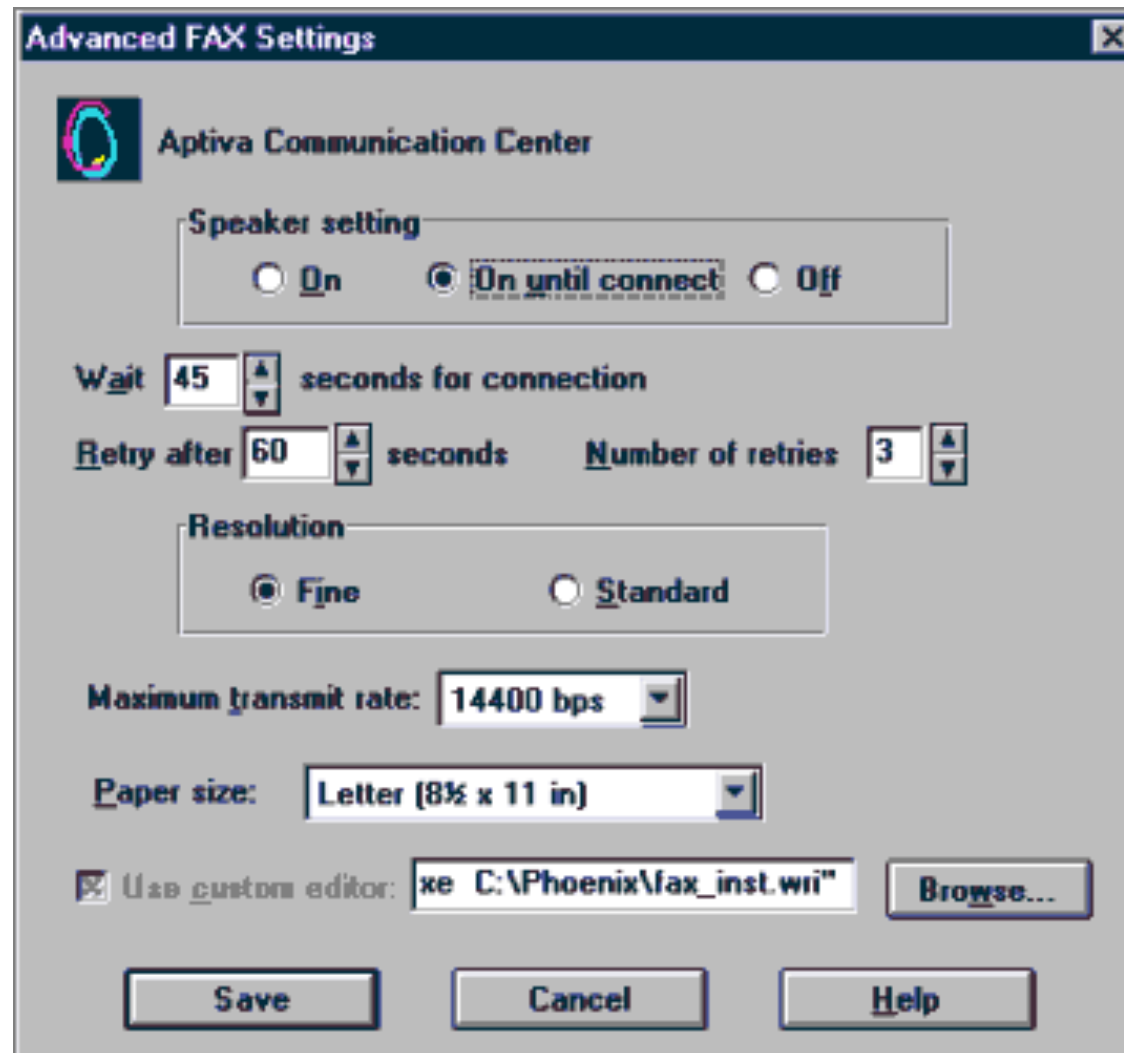 Advanced FAX Settings
Aptiva Communication Center
Speaker setting
On On until connect Off
Wait 45 seconds for connection
Retry after 60 seconds Number of retries 3
Resolution
Fine Standard
Maximum transmit rate: 14400 bps
Paper size: Letter (8½ x 11 in)
Use custom editor: xe C:\Phoenix\fax_inst.wri" Browse...
Save Cancel Help